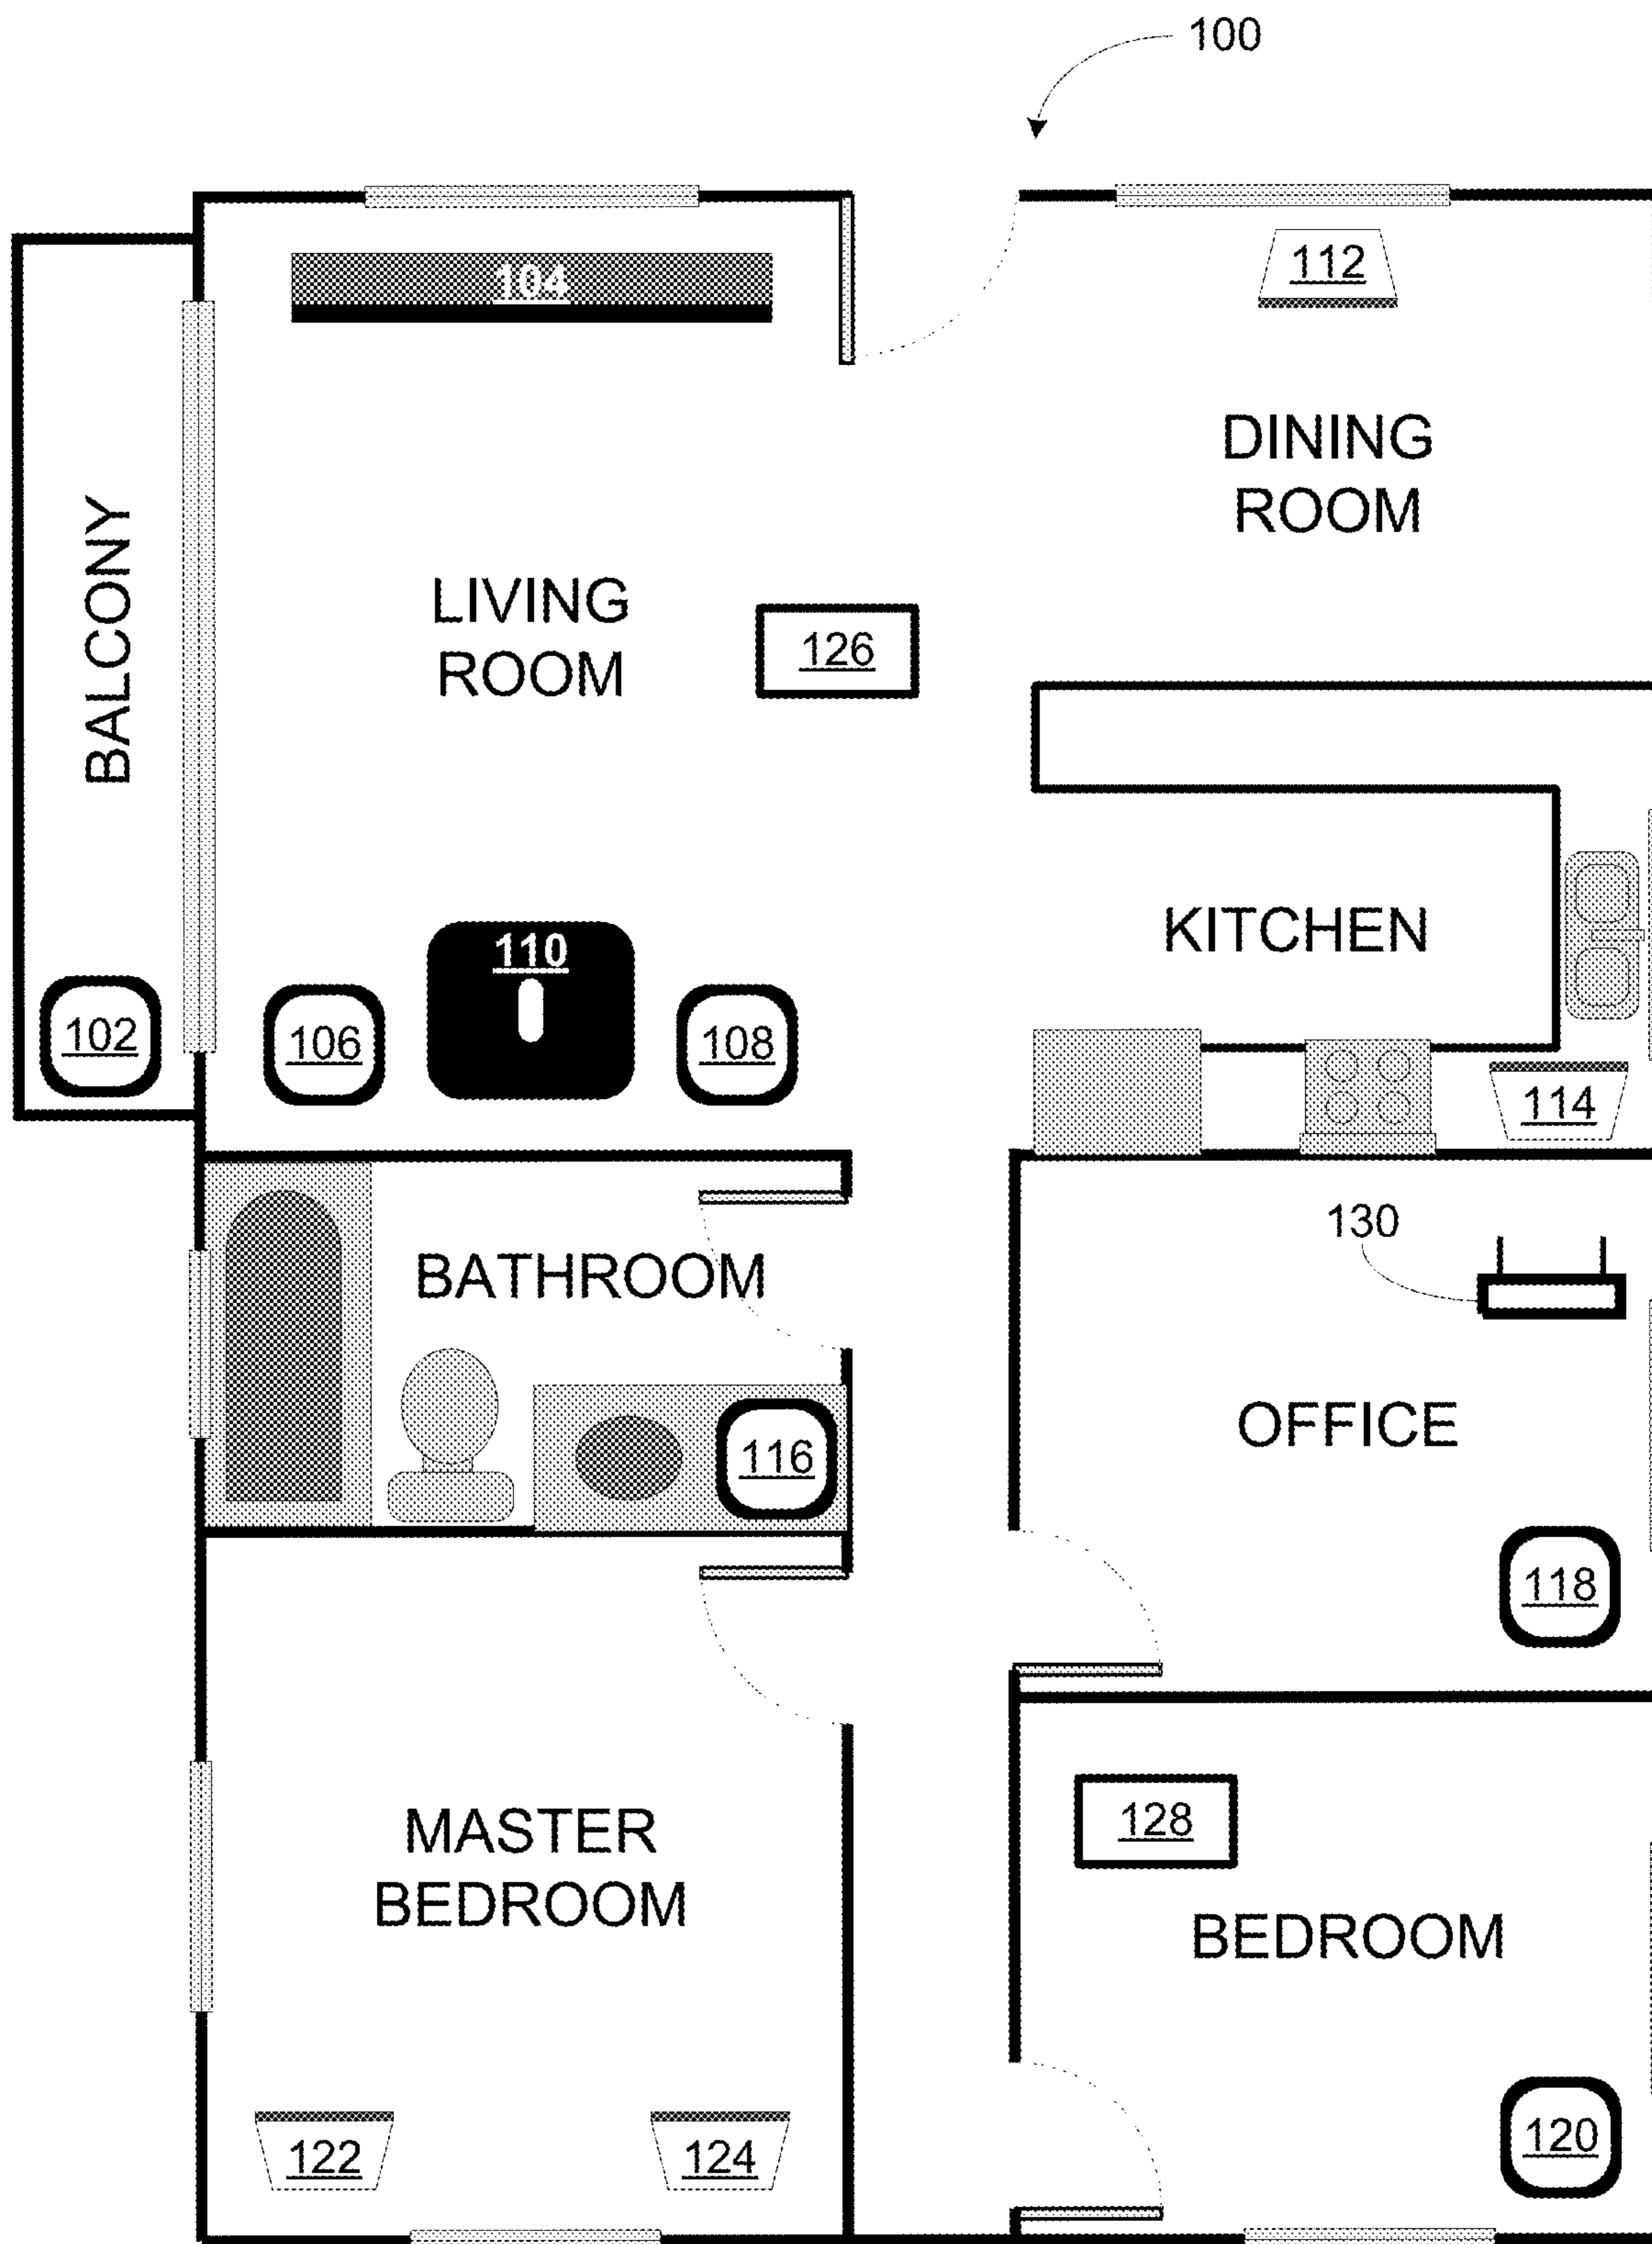 100
104
112
DINING
ROOM
BALCONY
LIVING
ROOM
126
KITCHEN
110
102
106
108
114
130
BATHROOM
OFFICE
116
118
128
MASTER
BEDROOM
BEDROOM
122
124
120